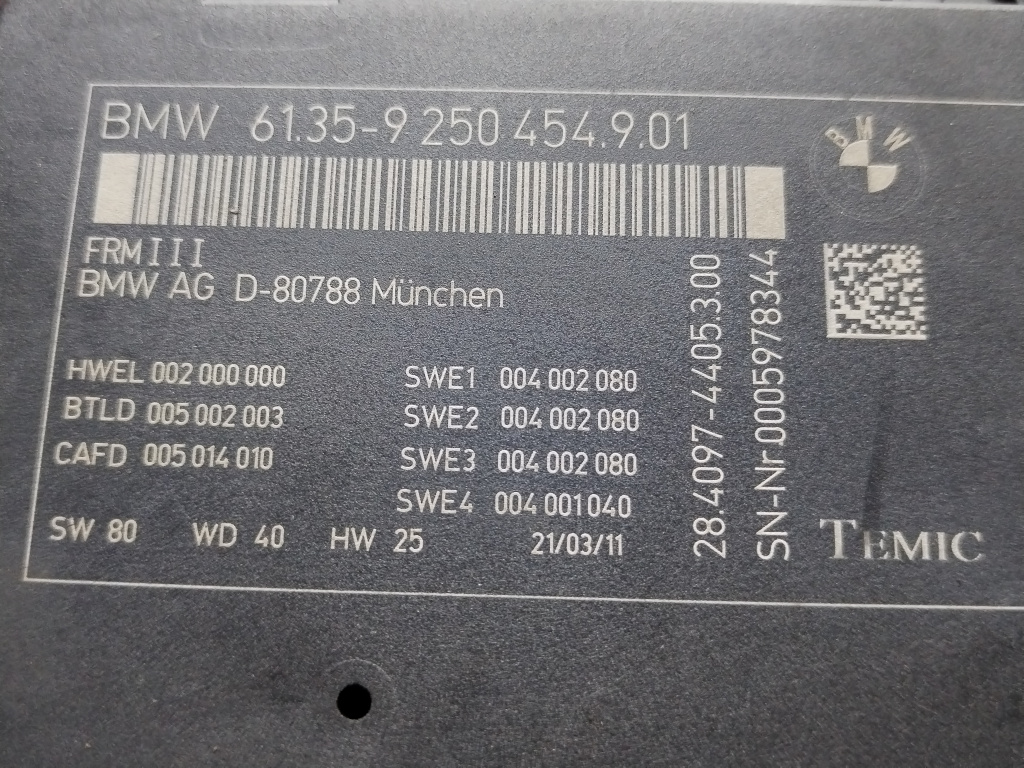 BMW 61.35-9 250 454.9.01
BMW
FRM III
BMW AG D-80788 München
HWEL 002 000 000
BTLD 005 002 003
CAFD 005 014 010
SWE1 004 002 080
SWE2 004 002 080
SWE3 004 002 080
SWE4 004 001 040
SW 80 WD 40 HW 25 21/03/11
28.4097-4405.3.00
SN-Nr.0005978344
TEMIC